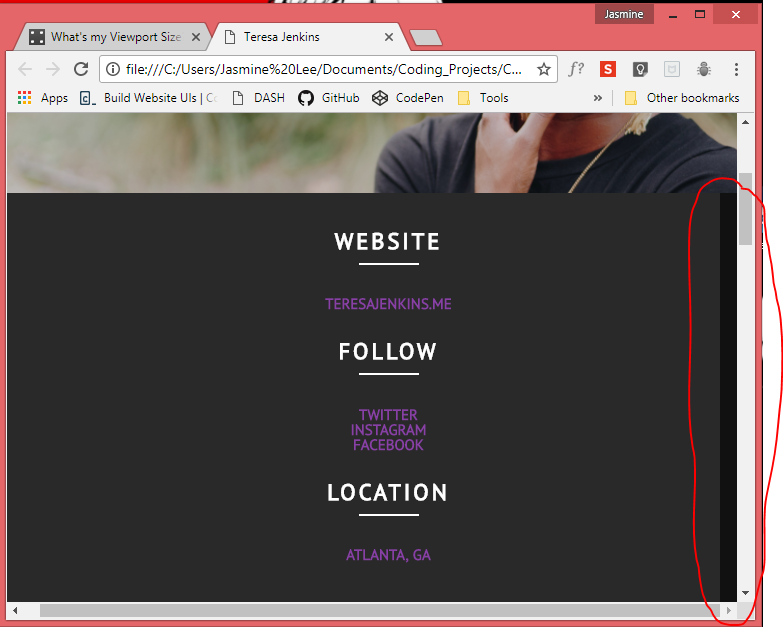 Jasmine
What's my Viewport Size
Teresa Jenkins
file:///C:/Users/Jasmine%20Lee/Documents/Coding_Projects/C...
f?
S
Apps
Build Website UIs | Co
DASH
GitHub
CodePen
Tools
»
Other bookmarks
WEBSITE
TERESAJENKINS.ME
FOLLOW
TWITTER
INSTAGRAM
FACEBOOK
LOCATION
ATLANTA, GA